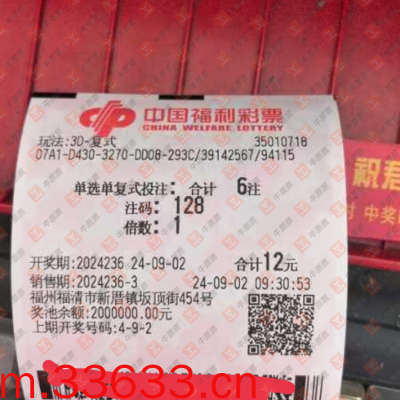 中国福利彩票
CHINA WELFARE LOTTERY
玩法:3D-复式 35010718
07A1-D430-3270-DD08-293C/39142567/94115
单选单复式投注: 合计 6注
注码: 128
倍数: 1
开奖期:2024236 24-09-02 合计12元
销售期:2024236-3 24-09-02 09:30:53
福州福清市新厝镇坂顶街454号
奖池余额:2000000.00元
上期开奖号码:4-9-2
m.33633.cn
祝君
中奖